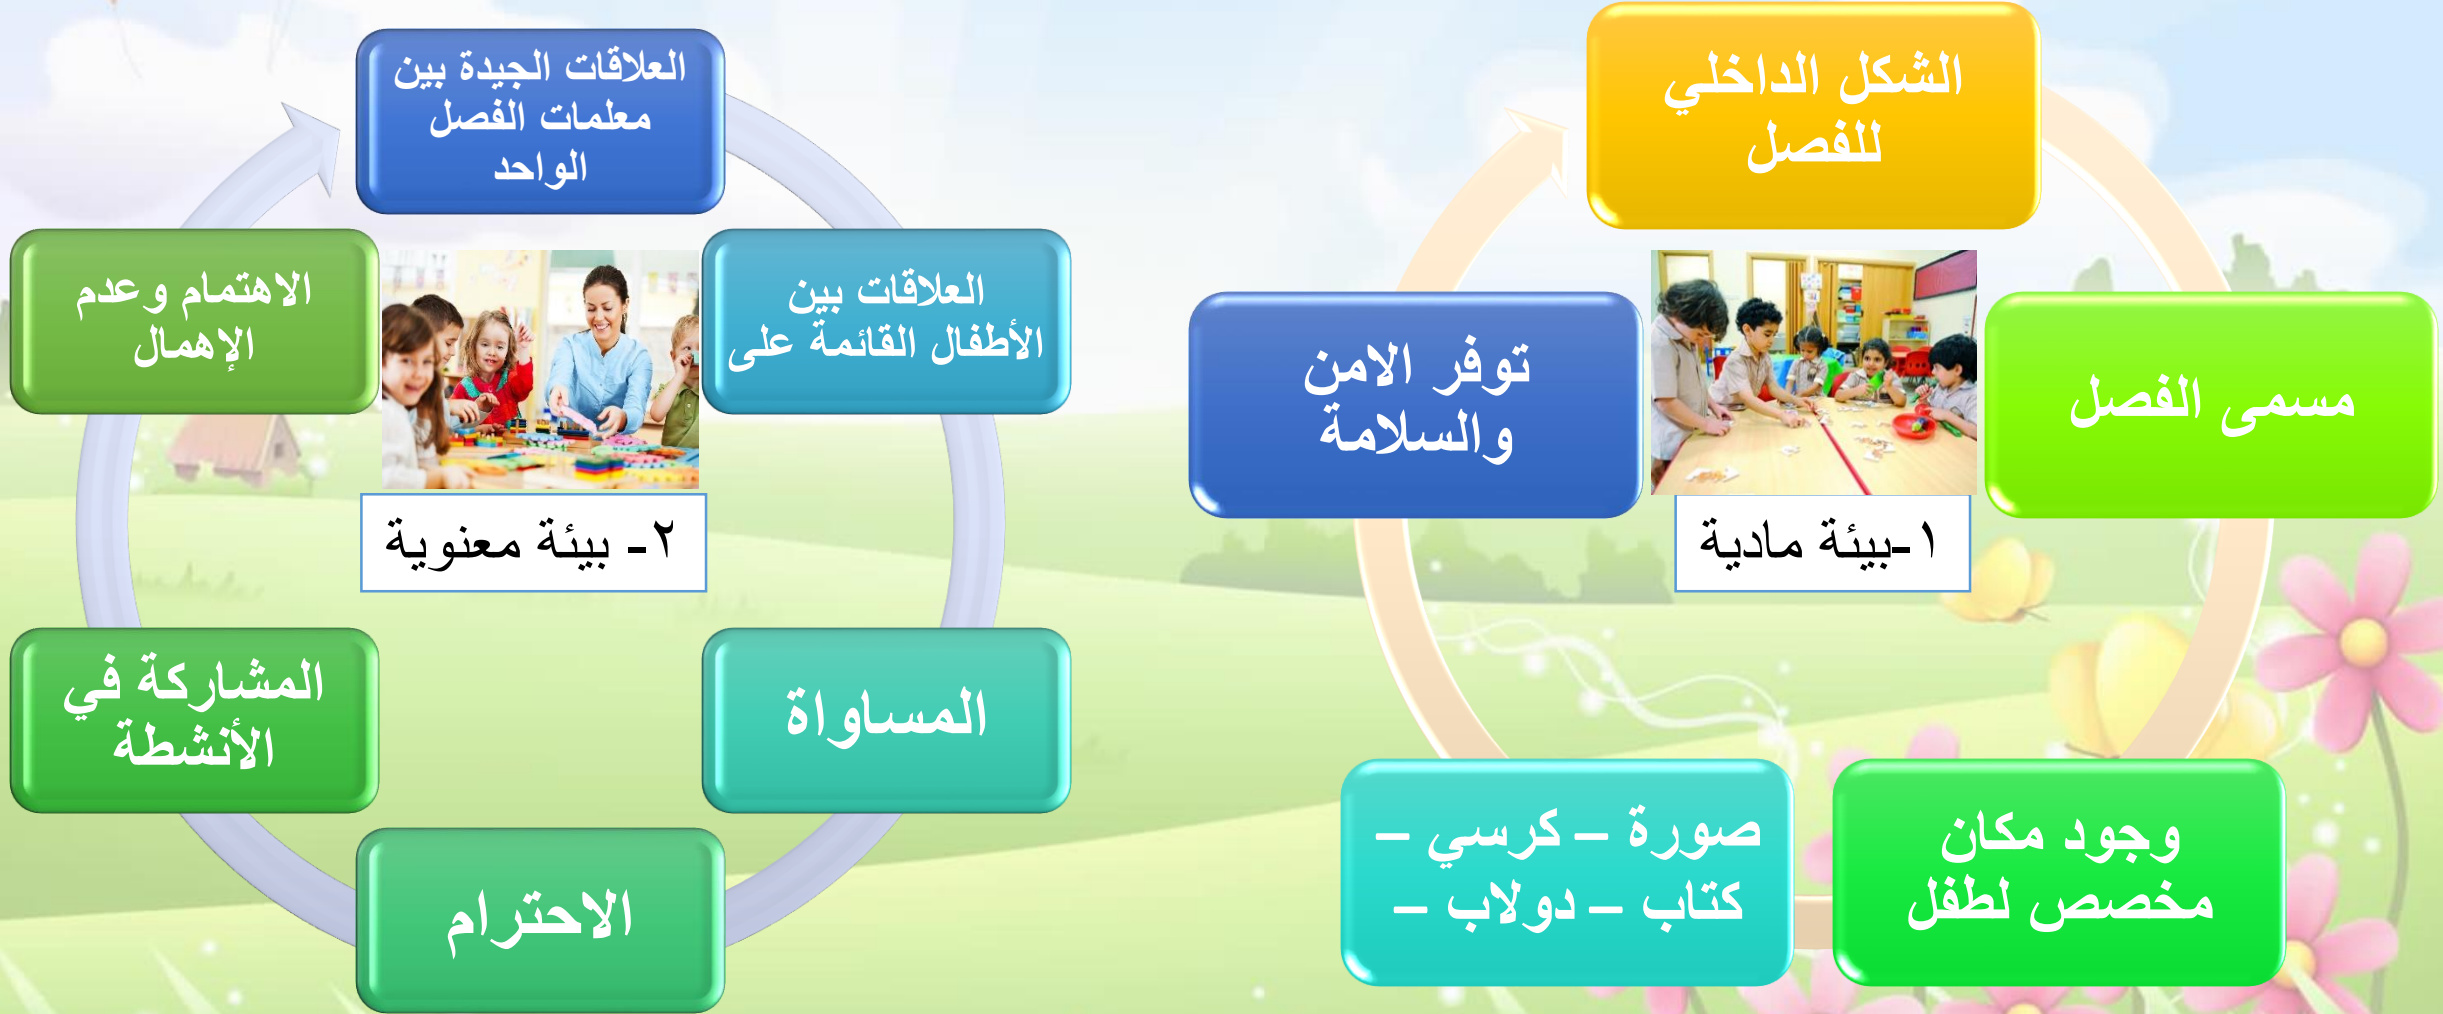 الشكل الداخلي
للفصل
مسمى الفصل
وجود مكان
مخصص لطفل
صورة – كرسي –
كتاب – دولاب –
توفر الامن
والسلامة
١-بيئة مادية
العلاقات الجيدة بين
معلمات الفصل
الواحد
العلاقات بين
الأطفال القائمة على
المساواة
الاحترام
المشاركة في
الأنشطة
الاهتمام وعدم
الإهمال
٢- بيئة معنوية